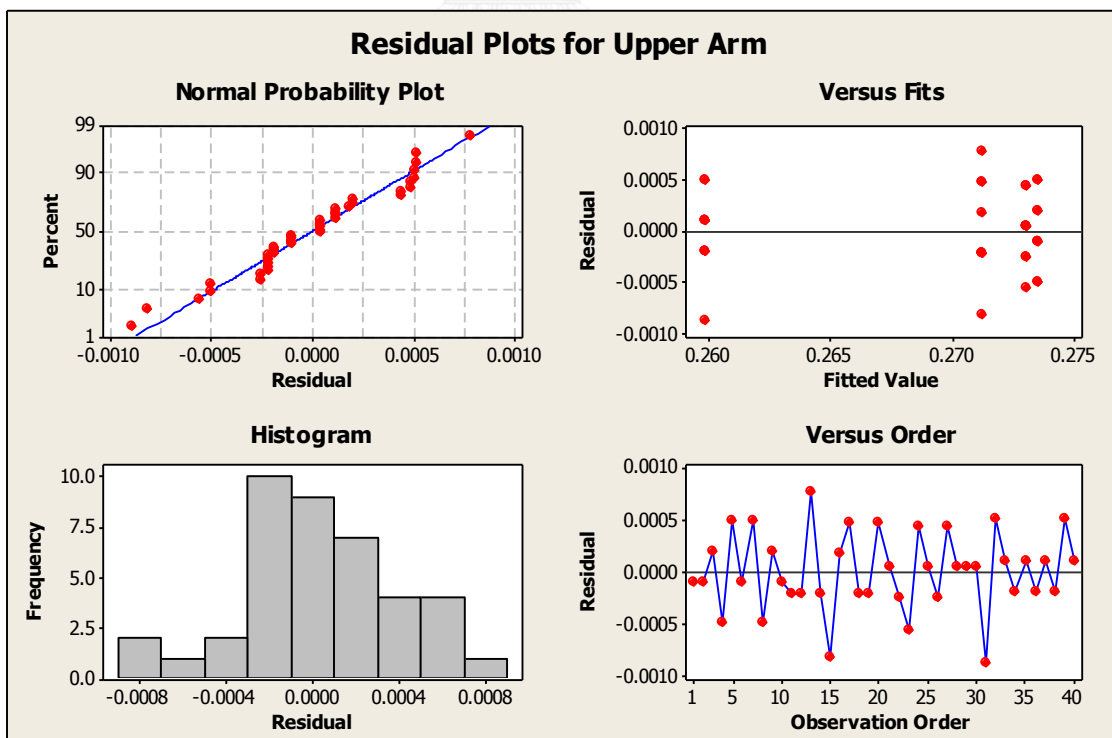 Residual Plots for Upper Arm
Normal Probability Plot
99
90
50
10
1
Percent
-0.0010 -0.0005 0.0000 0.0005 0.0010
Residual
Versus Fits
0.0010
0.0005
0.0000
-0.0005
-0.0010
Residual
0.260 0.265 0.270 0.275
Fitted Value
Histogram
10.0
7.5
5.0
2.5
0.0
Frequency
-0.0008 -0.0004 0.0000 0.0004 0.0008
Residual
Versus Order
0.0010
0.0005
0.0000
-0.0005
-0.0010
Residual
1 5 10 15 20 25 30 35 40
Observation Order